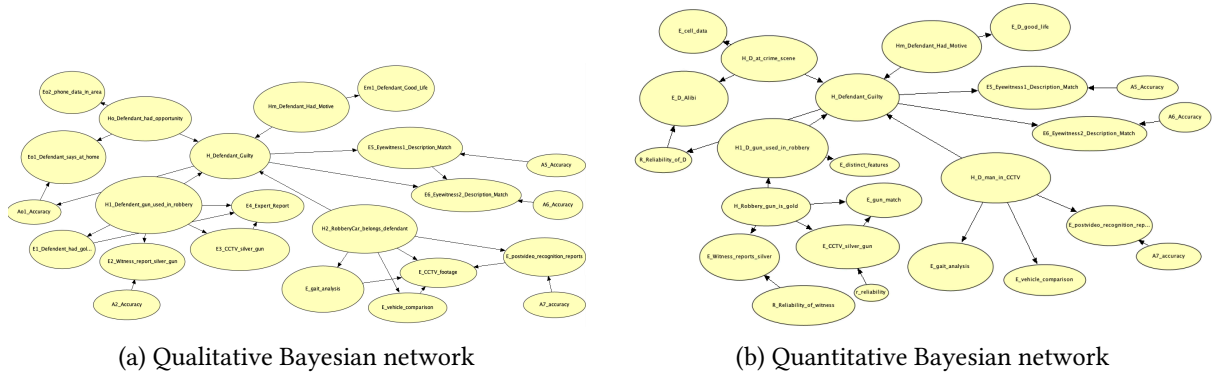 Eo2_phone_data_in_area
Ho_Defendant_had_opportunity
Eo1_Defendant_says_at_home
Hm_Defendant_Had_Motive
Em1_Defendant_Good_Life
H_Defendant_Guilty
E5_Eyewitness1_Description_Match
A5_Accuracy
E6_Eyewitness2_Description_Match
A6_Accuracy
Ao1_Accuracy
H1_Defendent_gun_used_in_robbery
E4_Expert_Report
E1_Defendent_had_gol...
E3_CCTV_silver_gun
E2_Witness_report_silver_gun
A2_Accuracy
H2_RobberyCar_belongs_defendant
E_postvideo_recognition_reports
E_CCTV_footage
E_gait_analysis
E_vehicle_comparison
A7_accuracy
(a) Qualitative Bayesian network
E_cell_data
H_D_at_crime_scene
E_D_Alibi
Hm_Defendant_Had_Motive
E_D_good_life
H_Defendant_Guilty
E5_Eyewitness1_Description_Match
A5_Accuracy
A6_Accuracy
E6_Eyewitness2_Description_Match
R_Reliability_of_D
H1_D_gun_used_in_robbery
E_distinct_features
H_D_man_in_CCTV
H_Robbery_gun_is_gold
E_gun_match
E_Witness_reports_silver
E_CCTV_silver_gun
r_reliability
R_Reliability_of_witness
E_postvideo_recognition_rep...
A7_accuracy
E_gait_analysis
E_vehicle_comparison
(b) Quantitative Bayesian network